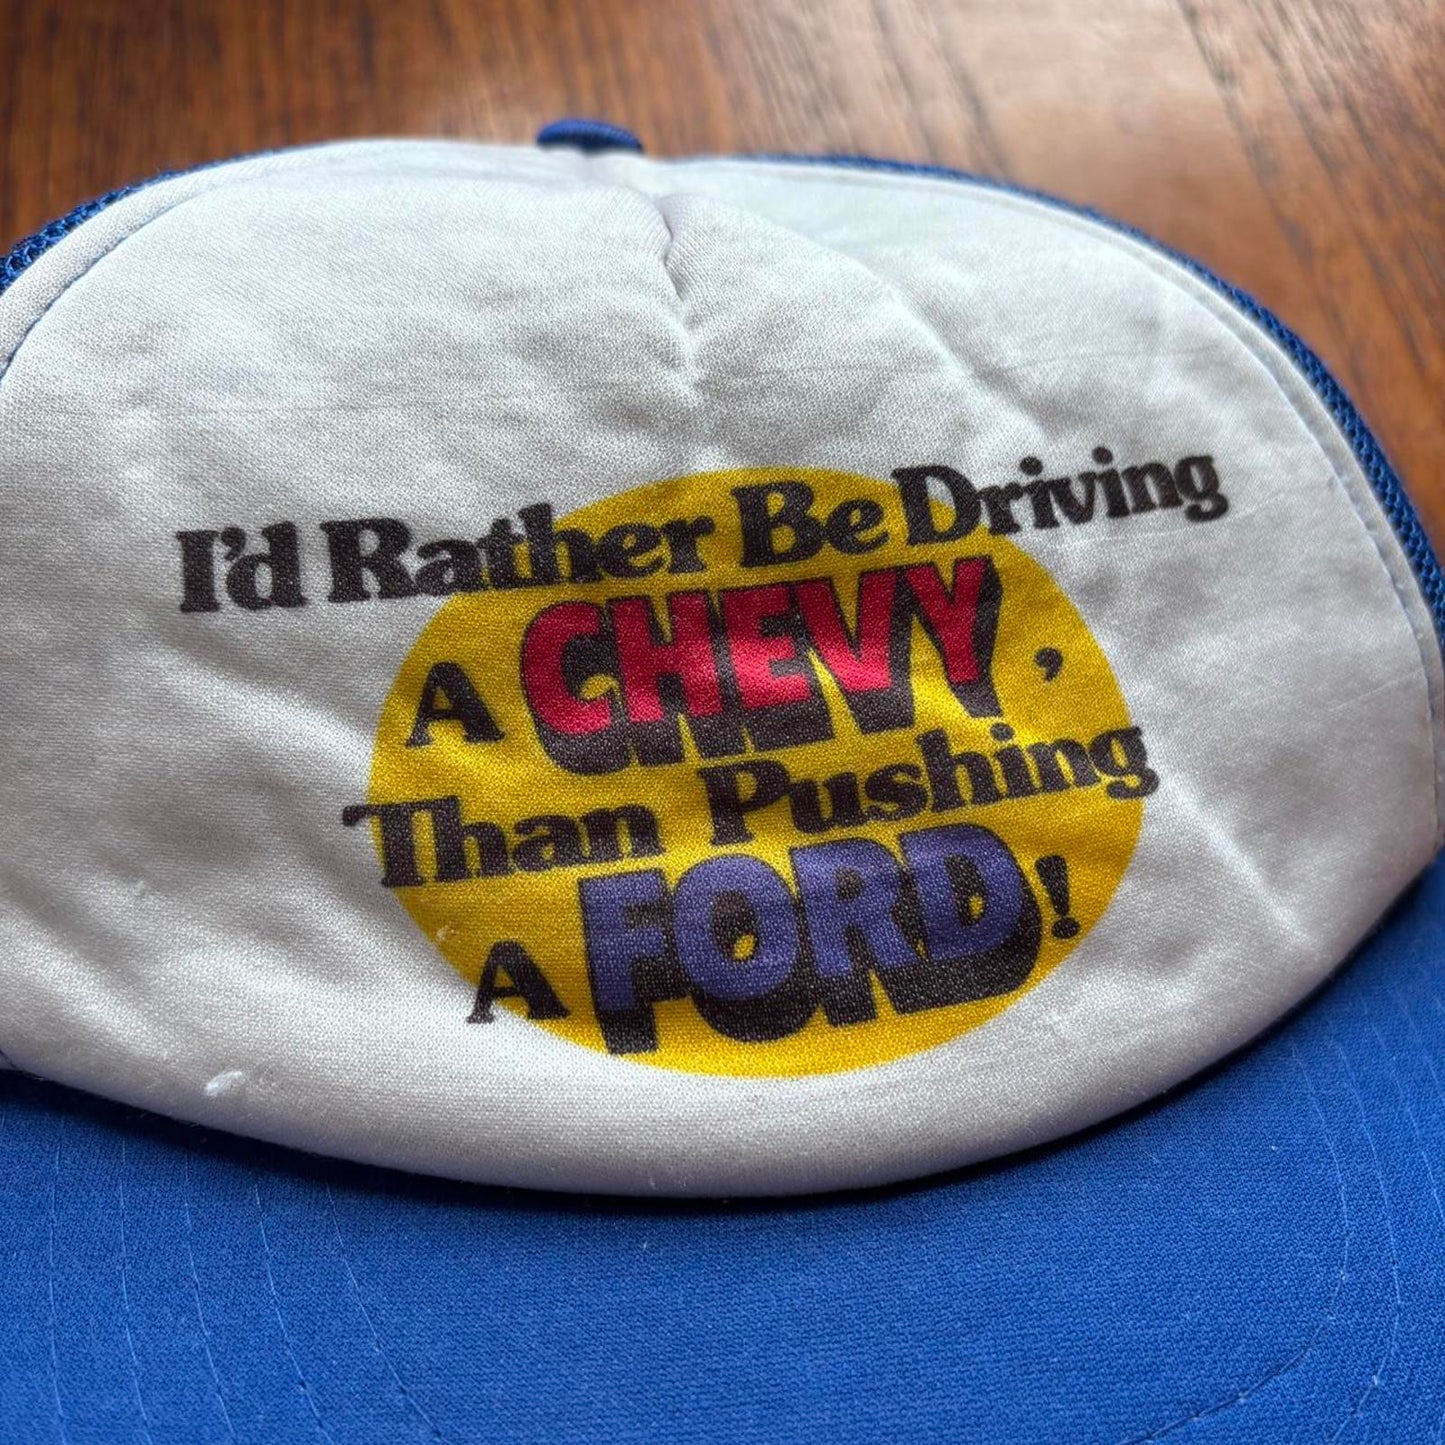 I'd Rather Be Driving
A CHEVY,
Than Pushing
A FORD!